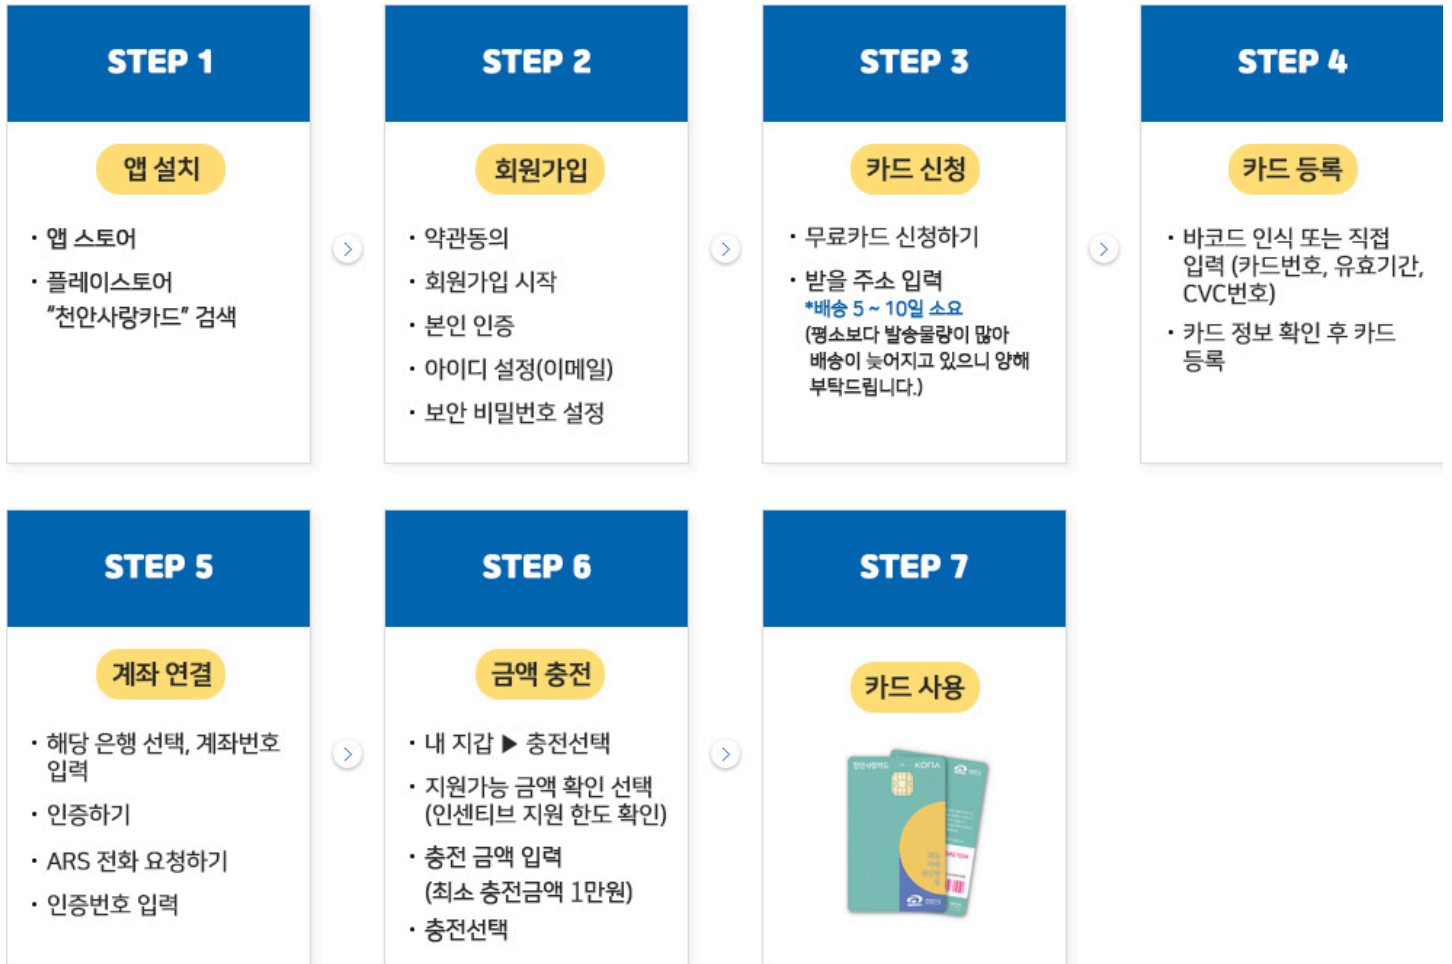 STEP 1
앱 설치
· 앱 스토어
· 플레이스토어
“천안사랑카드” 검색
STEP 2
회원가입
· 약관동의
· 회원가입 시작
· 본인 인증
· 아이디 설정(이메일)
· 보안 비밀번호 설정
STEP 3
카드 신청
· 무료카드 신청하기
· 받을 주소 입력
*배송 5 ~ 10일 소요
(평소보다 발송물량이 많아
배송이 늦어지고 있으니 양해
부탁드립니다.)
STEP 4
카드 등록
· 바코드 인식 또는 직접
입력 (카드번호, 유효기간,
CVC번호)
· 카드 정보 확인 후 카드
등록
STEP 5
계좌 연결
· 해당 은행 선택, 계좌번호
입력
· 인증하기
· ARS 전화 요청하기
· 인증번호 입력
STEP 6
금액 충전
· 내 지갑 ▶ 충전선택
· 지원가능 금액 확인 선택
(인센티브 지원 한도 확인)
· 충전 금액 입력
(최소 충전금액 1만원)
· 충전선택
STEP 7
카드 사용
천안사랑카드 - KONA